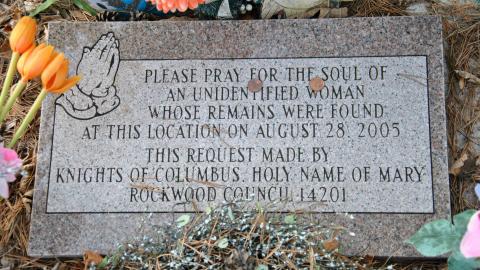 PLEASE PRAY FOR THE SOUL OF
AN UNIDENTIFIED WOMAN
WHOSE REMAINS WERE FOUND
AT THIS LOCATION ON AUGUST 28, 2005
THIS REQUEST MADE BY
KNIGHTS OF COLUMBUS, HOLY NAME OF MARY
ROCKWOOD COUNCIL 14201